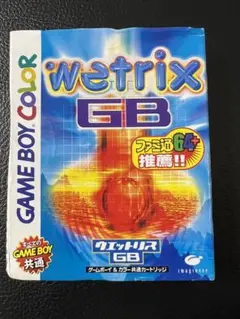 GAME BOY COLOR
wetrix
GB
ファミ通64+
推薦!!
GAME BOY
共通
ウェットリス
GB
ゲームボーイ&カラー共通カートリッジ
imagineer